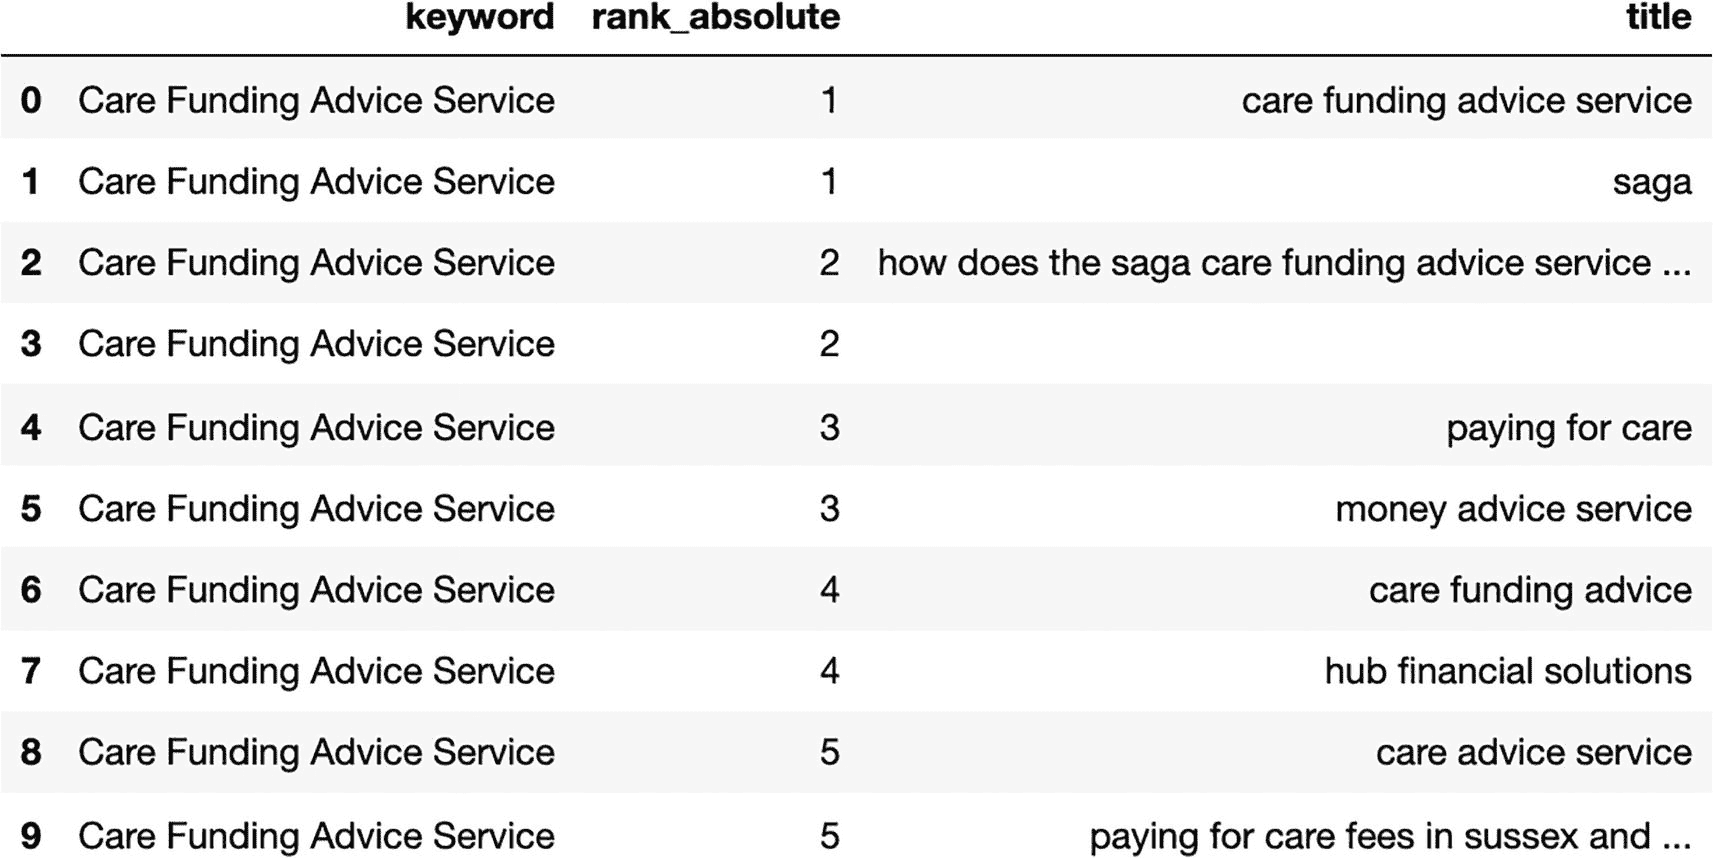 keyword rank_absolute title
0 Care Funding Advice Service 1 care funding advice service
1 Care Funding Advice Service 1 saga
2 Care Funding Advice Service 2 how does the saga care funding advice service ...
3 Care Funding Advice Service 2
4 Care Funding Advice Service 3 paying for care
5 Care Funding Advice Service 3 money advice service
6 Care Funding Advice Service 4 care funding advice
7 Care Funding Advice Service 4 hub financial solutions
8 Care Funding Advice Service 5 care advice service
9 Care Funding Advice Service 5 paying for care fees in sussex and ...